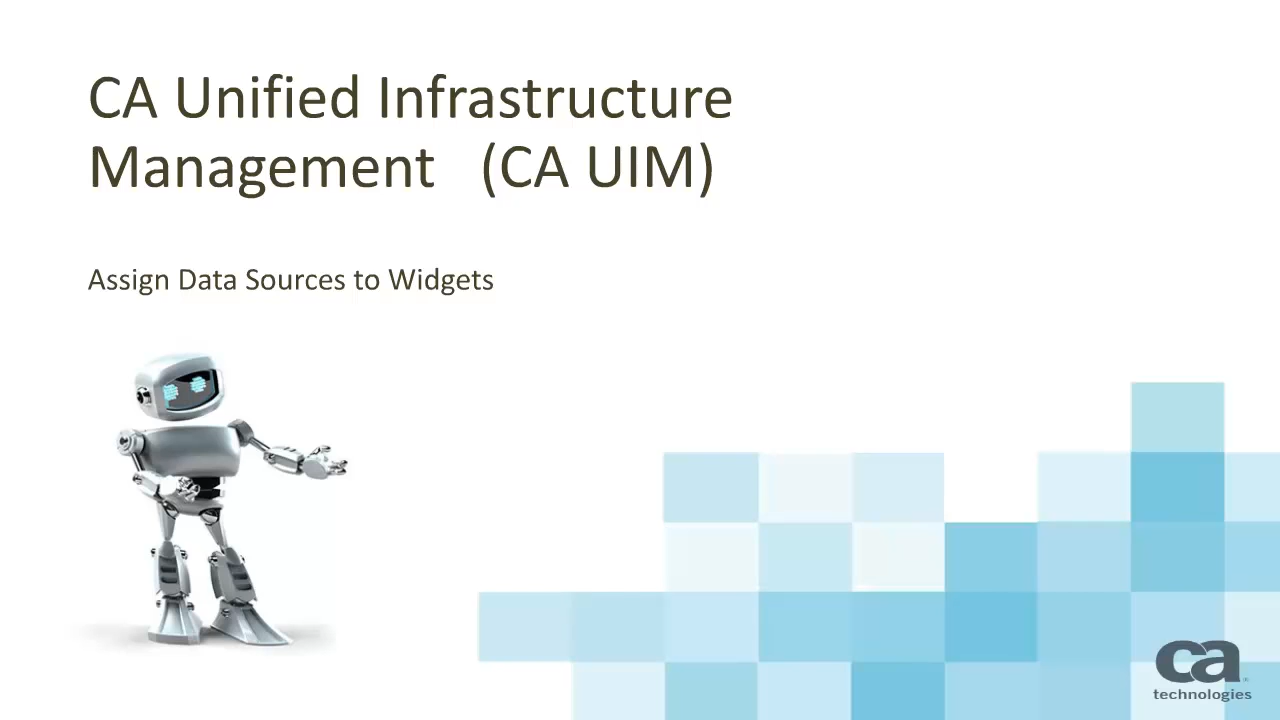 CA Unified Infrastructure
Management (CA UIM)
Assign Data Sources to Widgets
ca
technologies